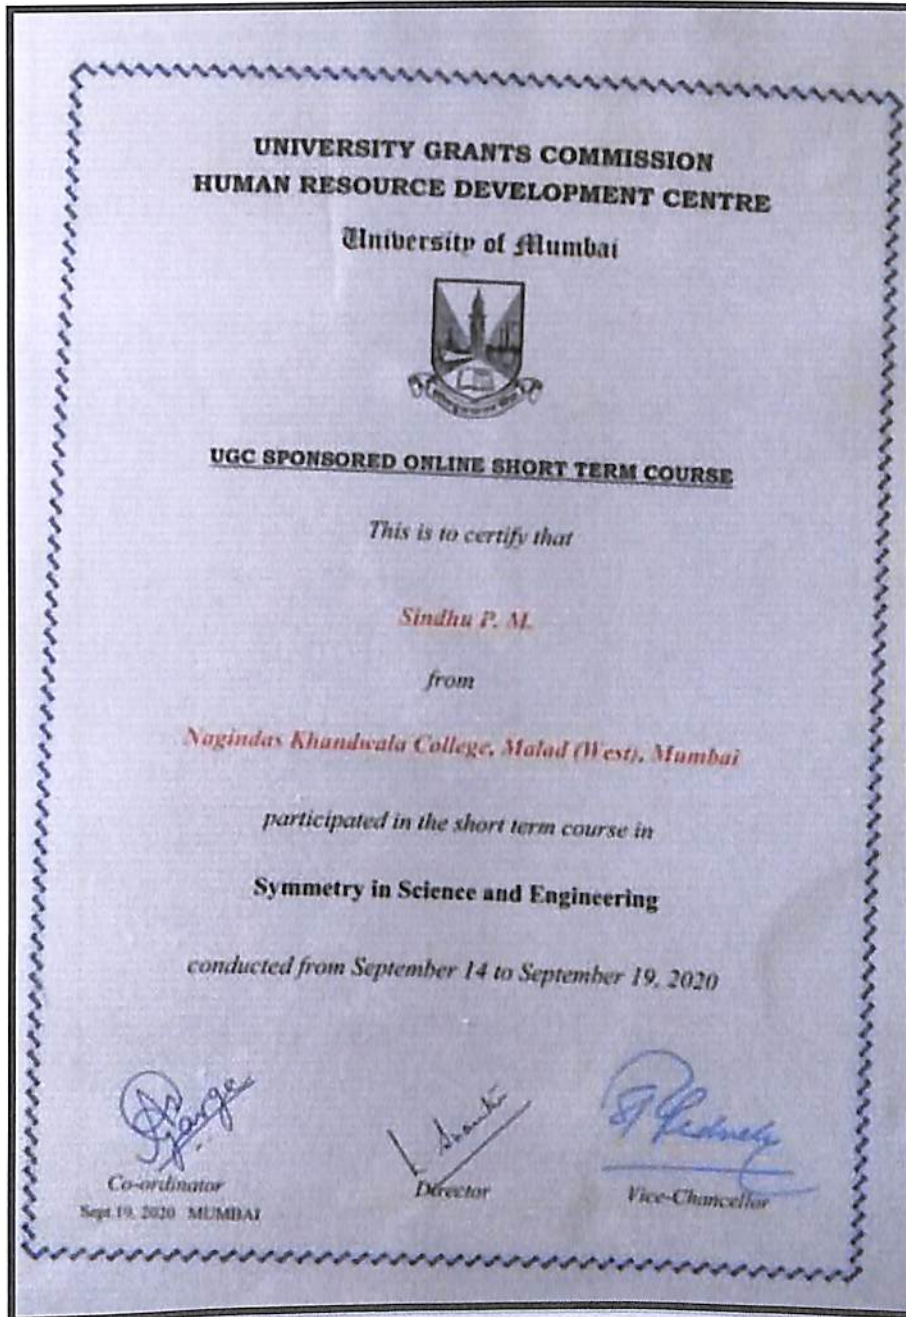 UNIVERSITY GRANTS COMMISSION
HUMAN RESOURCE DEVELOPMENT CENTRE
University of Mumbai
UGC SPONSORED ONLINE SHORT TERM COURSE
This is to certify that
Sindhu P. M.
from
Nagindas Khandwala College, Malad (West), Mumbai
participated in the short term course in
Symmetry in Science and Engineering
conducted from September 14 to September 19, 2020
Co-ordinator Director Vice-Chancellor
Sept 19, 2020 MUMBAI